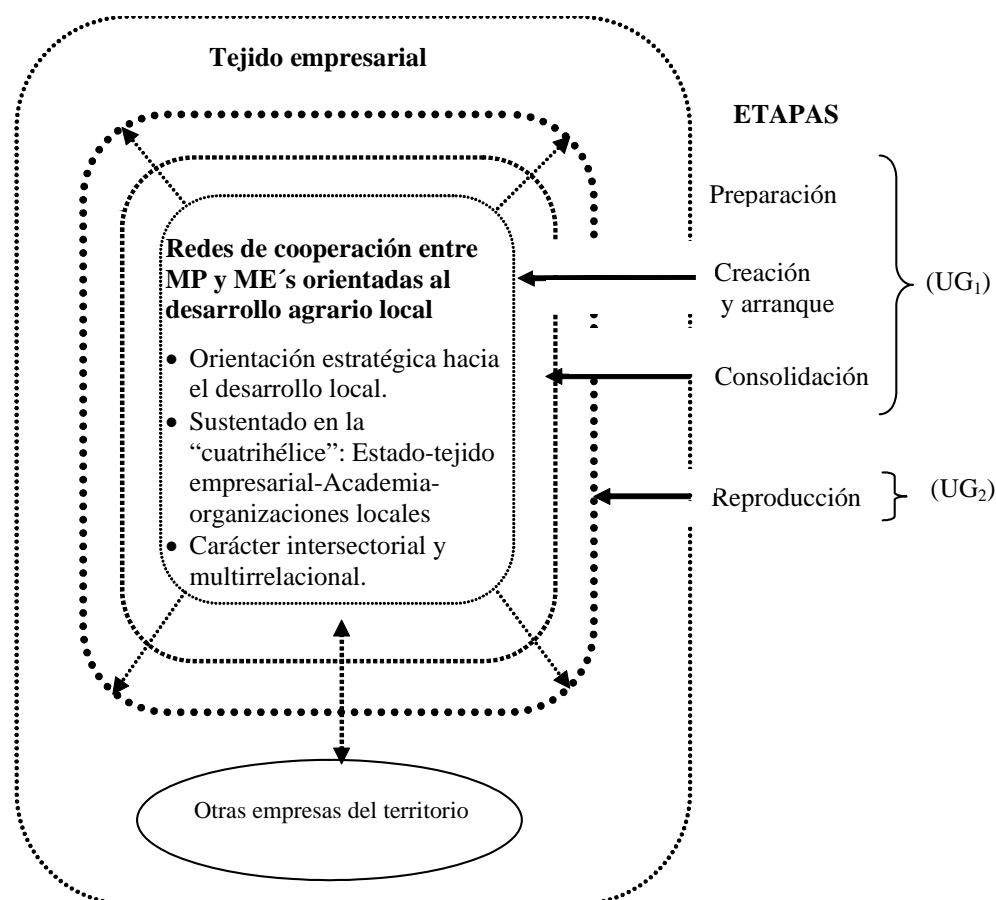 Tejido empresarial
Redes de cooperación entre
MP y ME´s orientadas al
desarrollo agrario local
• Orientación estratégica hacia
el desarrollo local.
• Sustentado en la
“cuatrihélice”: Estado-tejido
empresarial-Academia-
organizaciones locales
• Carácter intersectorial y
multirrelacional.
Otras empresas del territorio
ETAPAS
Preparación
Creación
y arranque
Consolidación
(UG₁)
Reproducción
(UG₂)